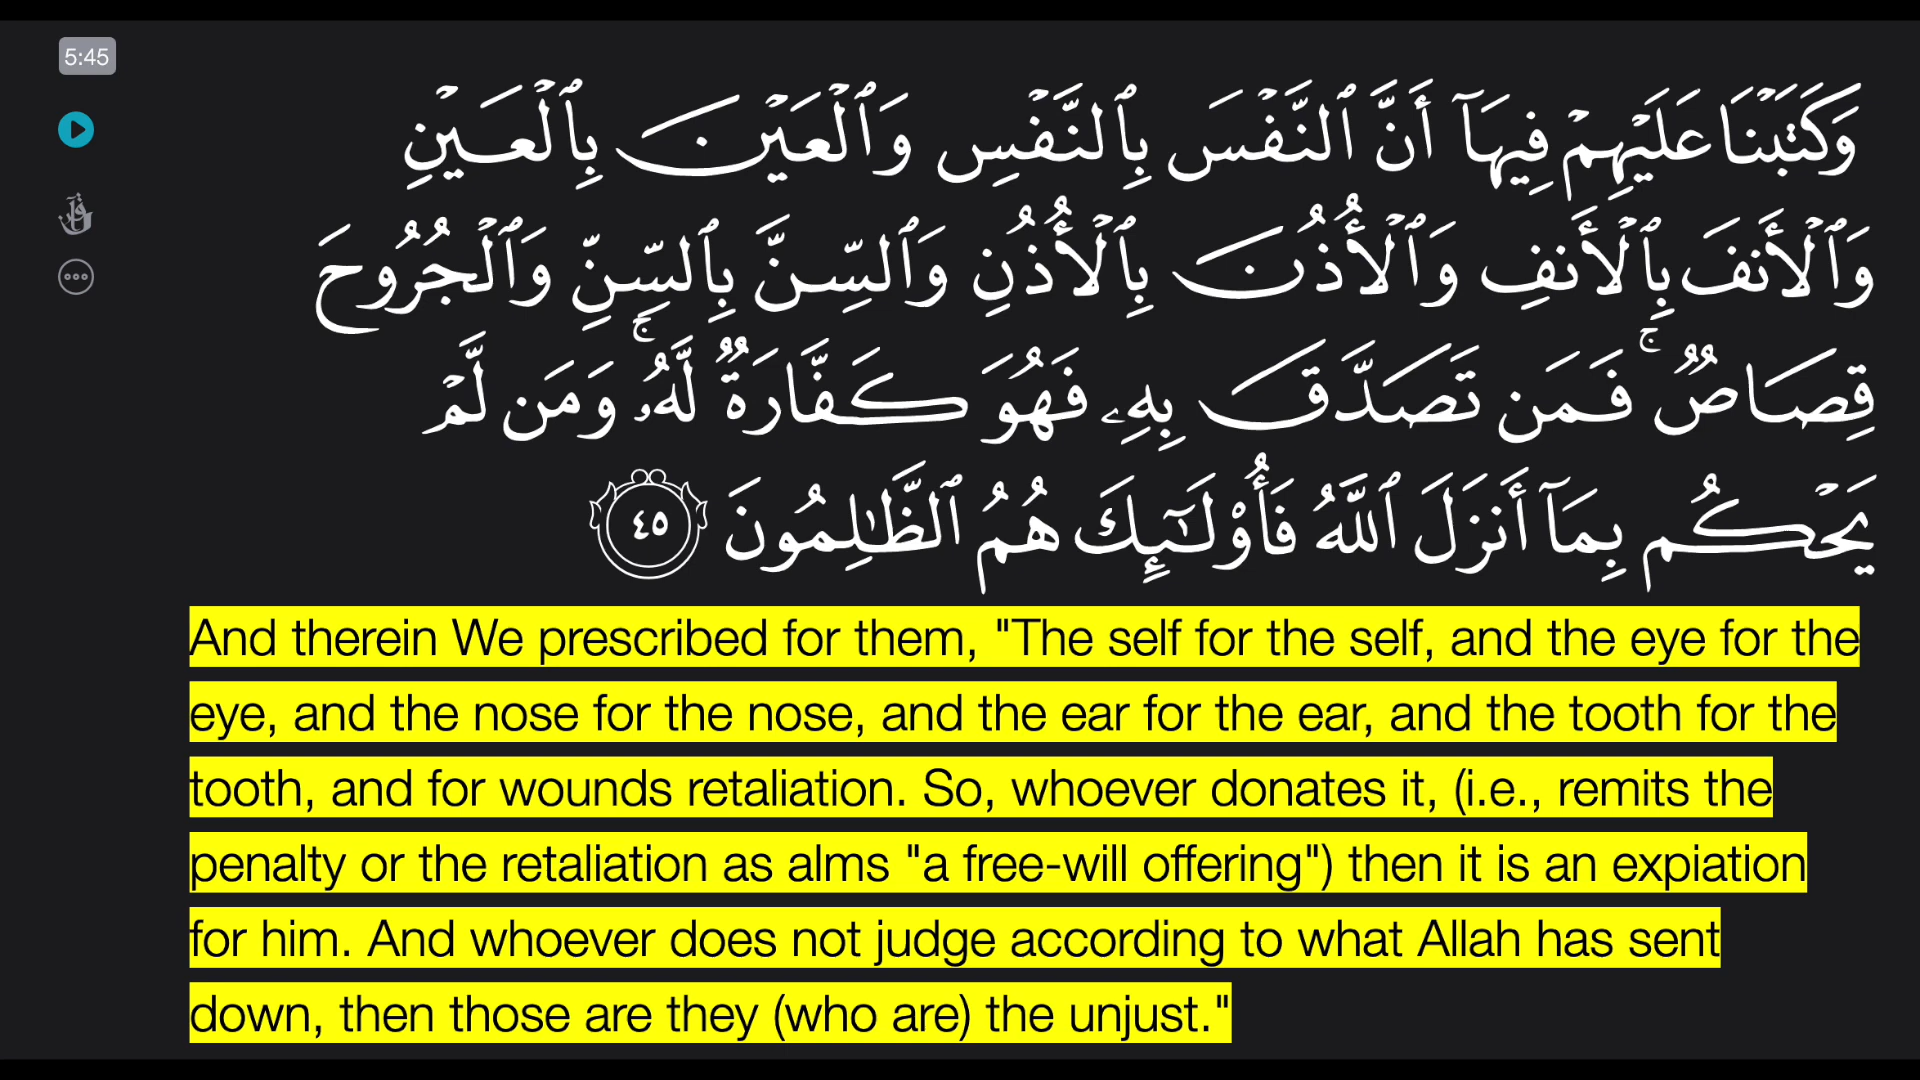 5:45
وَكَتَبْنَا عَلَيْهِمْ فِيهَآ أَنَّ ٱلنَّفْسَ بِٱلنَّفْسِ وَٱلْعَيْنَ بِٱلْعَيْنِ
وَٱلْأَنفَ بِٱلْأَنفِ وَٱلْأُذُنَ بِٱلْأُذُنِ وَٱلسِّنَّ بِٱلسِّنِّ وَٱلْجُرُوحَ
قِصَاصٌ ۚ فَمَن تَصَدَّقَ بِهِۦ فَهُوَ كَفَّارَةٌ لَّهُۥ ۚ وَمَن لَّمْ
يَحْكُم بِمَآ أَنزَلَ ٱللَّهُ فَأُو۟لَـٰٓئِكَ هُمُ ٱلظَّـٰلِمُونَ ٤٥
And therein We prescribed for them, "The self for the self, and the eye for the
eye, and the nose for the nose, and the ear for the ear, and the tooth for the
tooth, and for wounds retaliation. So, whoever donates it, (i.e., remits the
penalty or the retaliation as alms "a free-will offering") then it is an expiation
for him. And whoever does not judge according to what Allah has sent
down, then those are they (who are) the unjust."